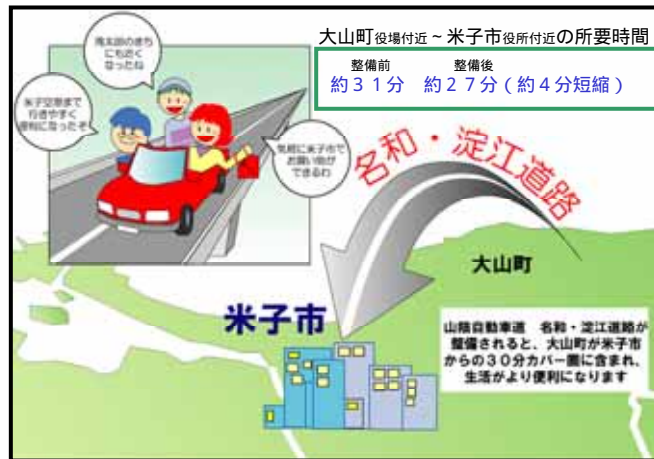 大山町役場付近~米子市役所付近の所要時間
整備前 整備後
約31分 約27分(約4分短縮)
鬼太郎のまち
にも近く
なったね
米子空港まで
行きやすく
便利になったぞ
気軽に米子市で
お買い物が
できるわ
名和・淀江道路
大山町
米子市
山陰自動車道 名和・淀江道路が
整備されると、大山町が米子市
からの30分カバー圏に含まれ、
生活がより便利になります